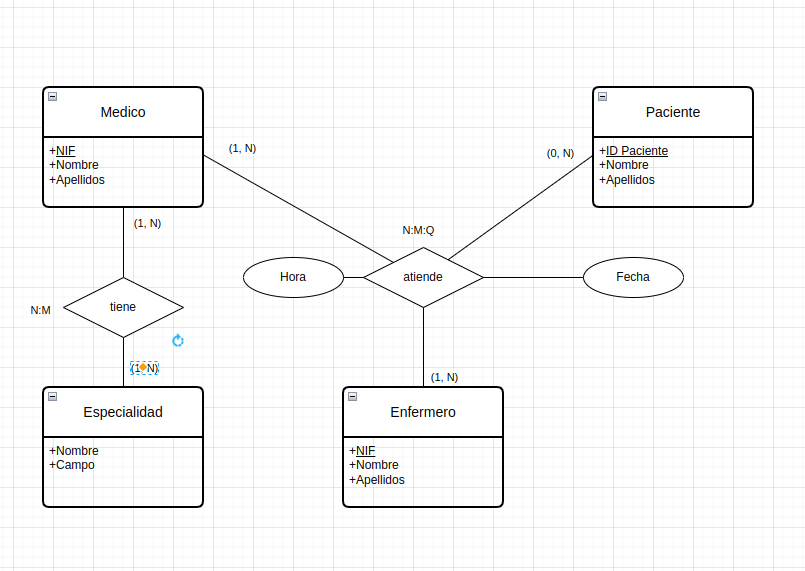 Medico
+NIF
+Nombre
+Apellidos
Paciente
+ID Paciente
+Nombre
+Apellidos
(1, N)
(0, N)
(1, N)
N:M:Q
Hora
atiende
Fecha
N:M
tiene
(1, N)
(1, N)
Especialidad
+Nombre
+Campo
Enfermero
+NIF
+Nombre
+Apellidos